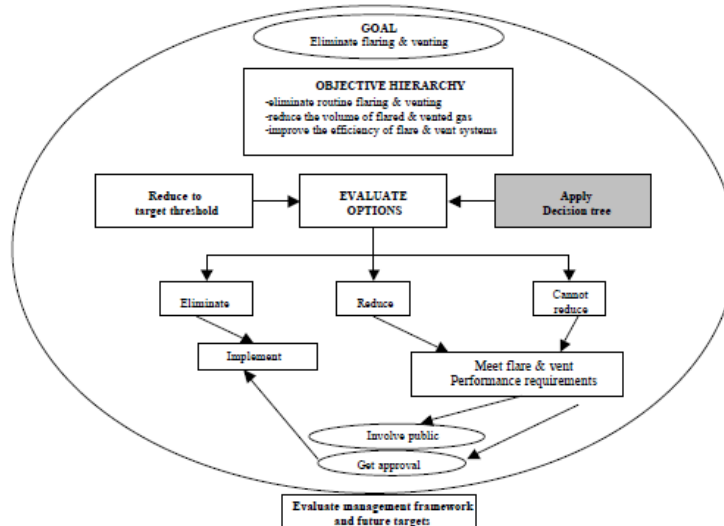 GOAL
Eliminate flaring & venting
OBJECTIVE HIERARCHY
-eliminate routine flaring & venting
-reduce the volume of flared & vented gas
-improve the efficiency of flare & vent systems
Reduce to
target threshold
EVALUATE
OPTIONS
Apply
Decision tree
Eliminate
Reduce
Cannot
reduce
Implement
Meet flare & vent
Performance requirements
Involve public
Get approval
Evaluate management framework
and future targets